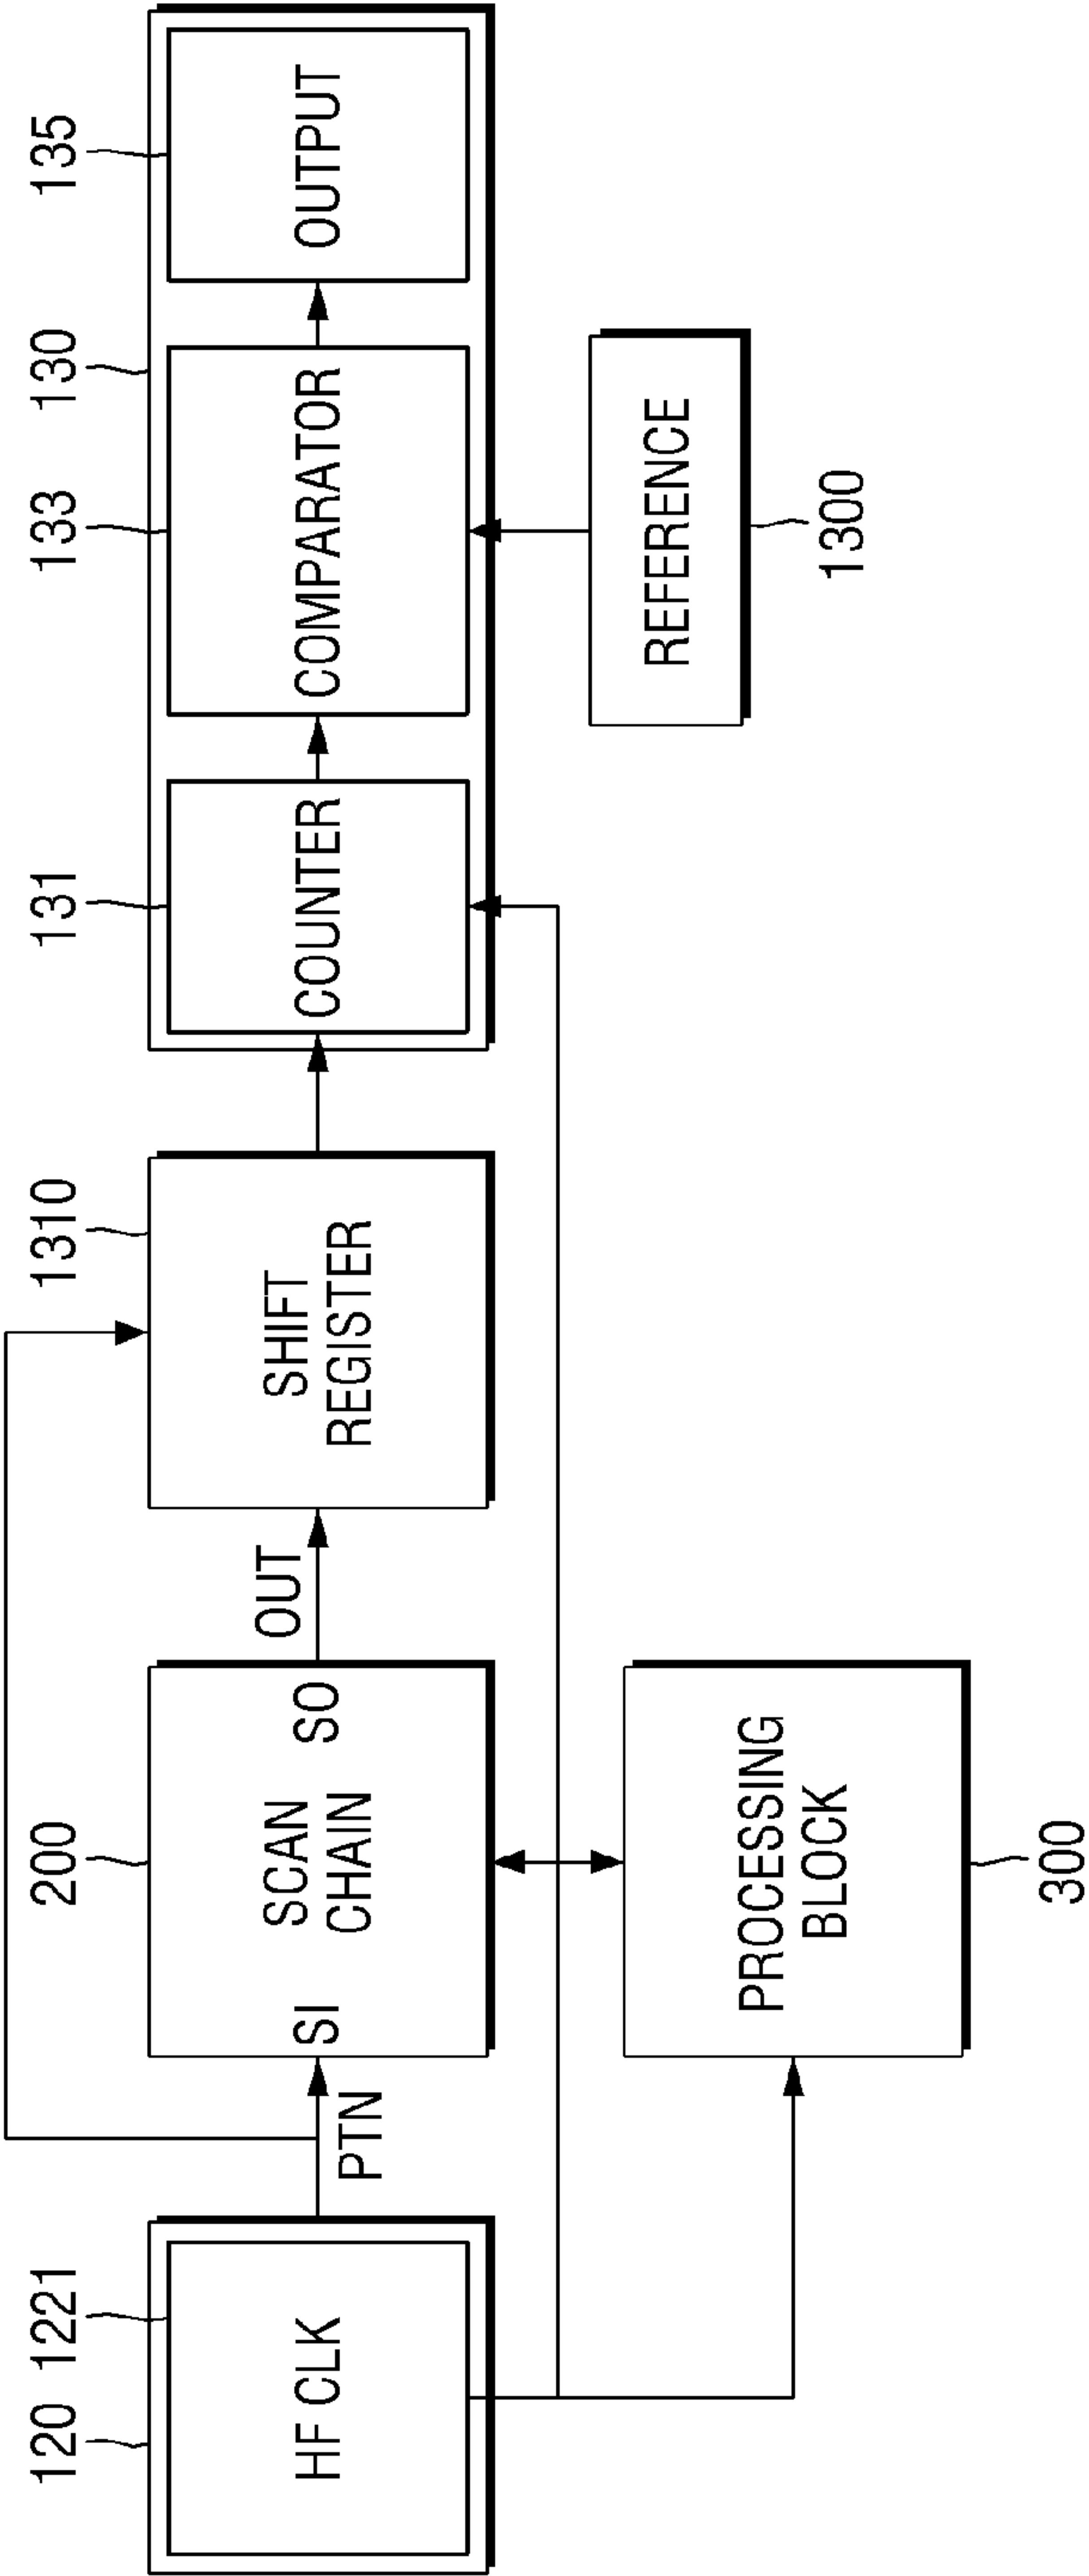 120
1221
200
1310
131
133
130
135
HF CLK
PTN
SI
SCAN
CHAIN
SO
OUT
SHIFT
REGISTER
COUNTER
COMPARATOR
OUTPUT
PROCESSING
BLOCK
300
REFERENCE
1300